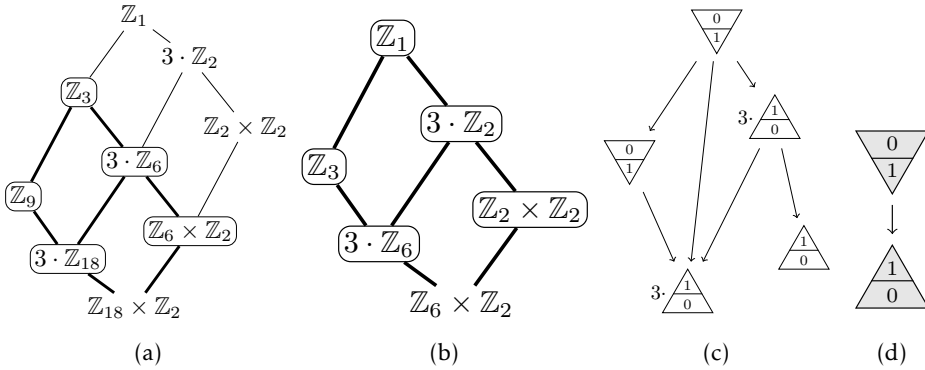 ℤ₁
3 · ℤ₂
ℤ₃
ℤ₂ × ℤ₂
3 · ℤ₆
ℤ₉
ℤ₆ × ℤ₂
3 · ℤ₁₈
ℤ₁₈ × ℤ₂
(a)
ℤ₁
3 · ℤ₂
ℤ₃
ℤ₂ × ℤ₂
3 · ℤ₆
ℤ₆ × ℤ₂
(b)
0
1
3·
1
0
0
1
1
0
3·
1
0
(c)
0
1
1
0
(d)